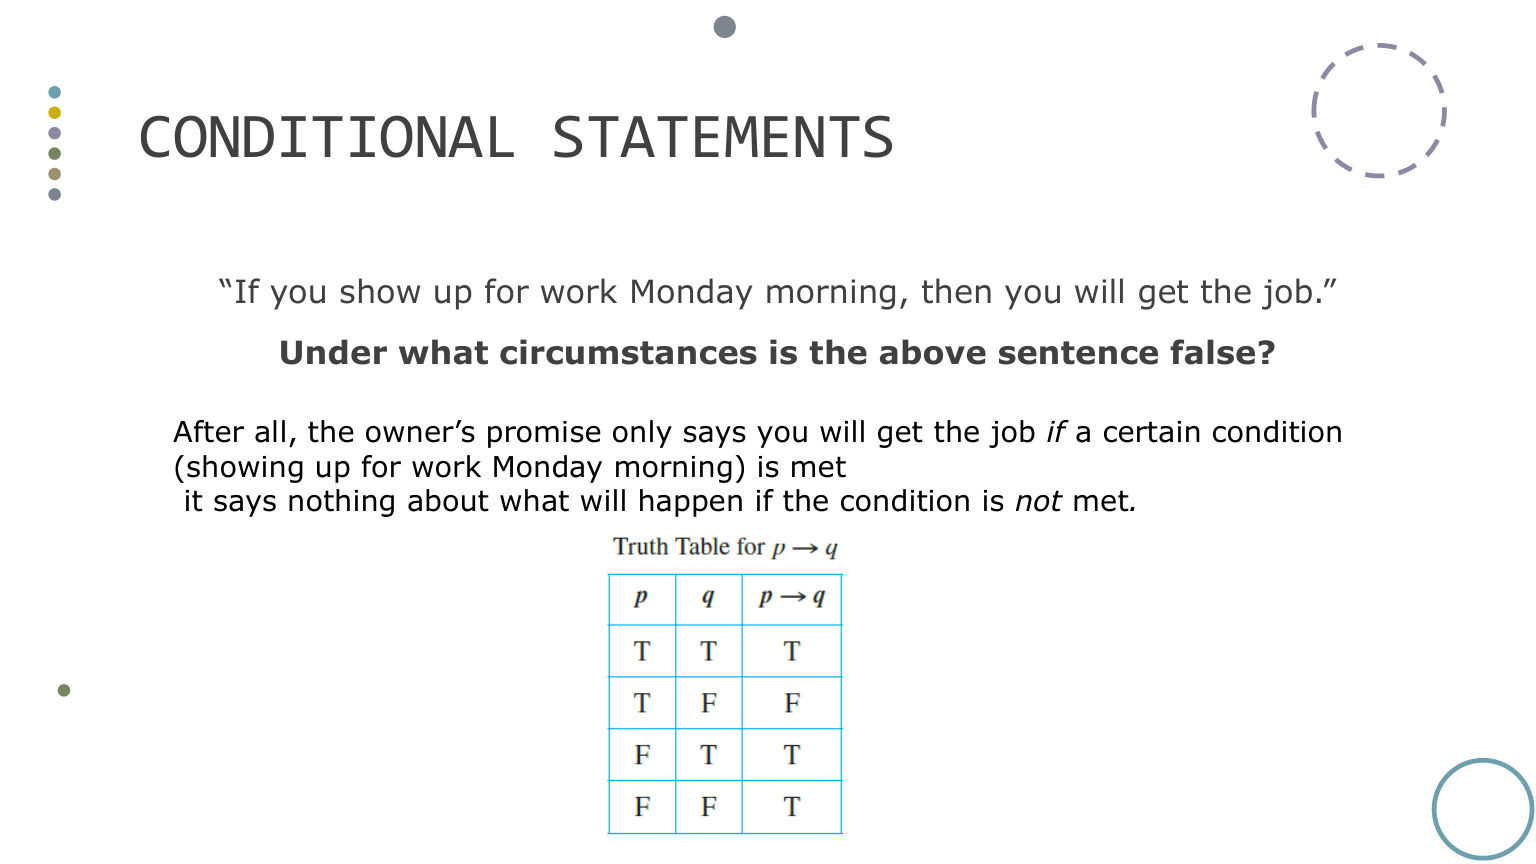 CONDITIONAL STATEMENTS
“If you show up for work Monday morning, then you will get the job.”
Under what circumstances is the above sentence false?
After all, the owner’s promise only says you will get the job if a certain condition
(showing up for work Monday morning) is met
it says nothing about what will happen if the condition is not met.
Truth Table for p → q
p q p → q
T T T
T F F
F T T
F F T